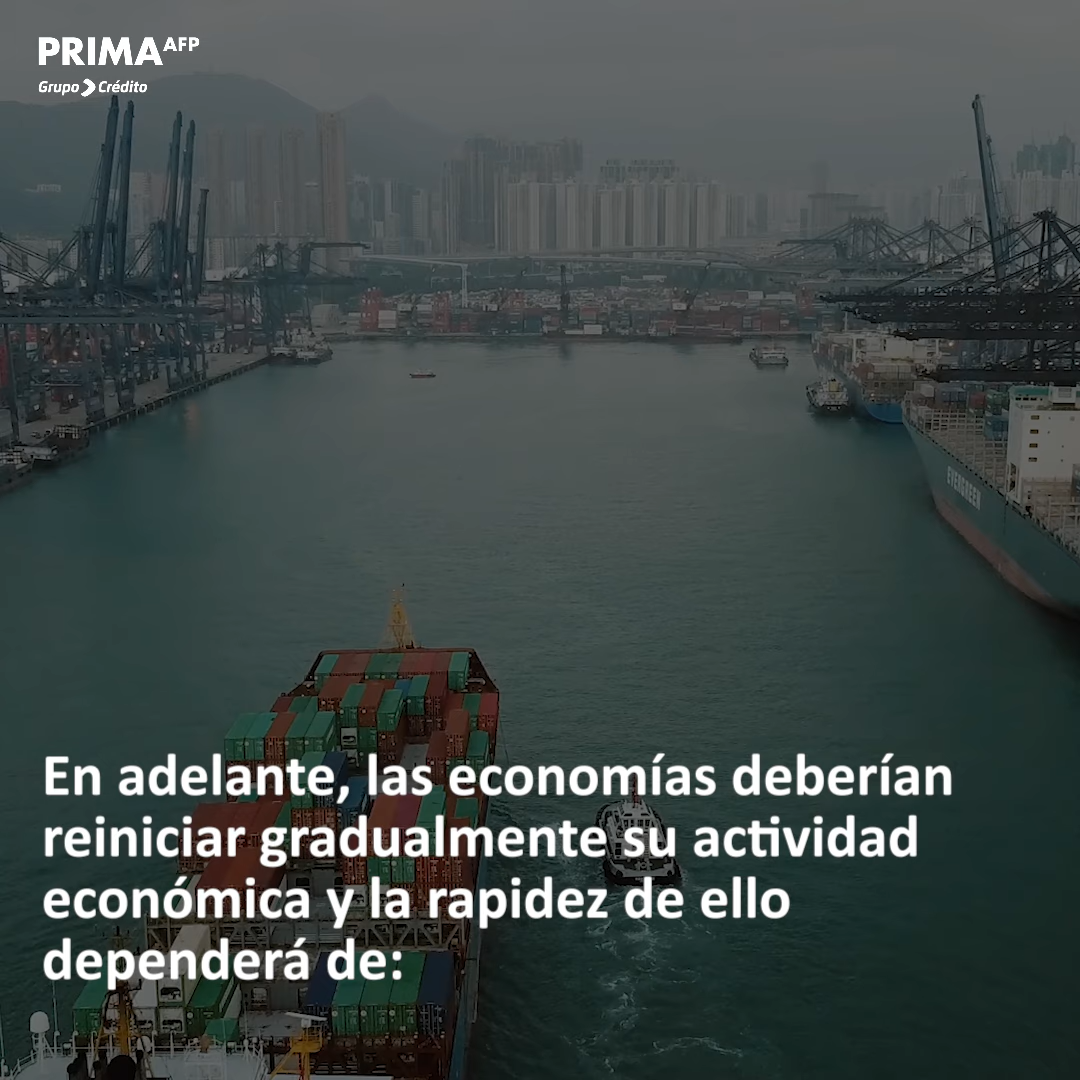 PRIMA AFP
Grupo Crédito
EVERGREEN
En adelante, las economías deberían
reiniciar gradualmente su actividad
económica y la rapidez de ello
dependerá de: